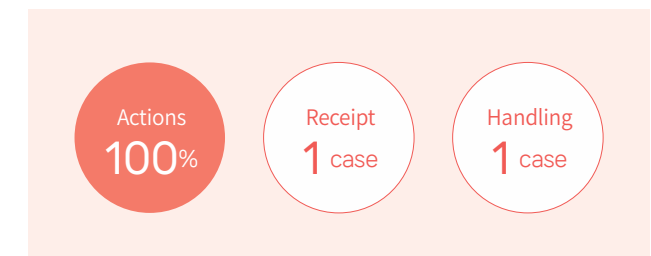 Actions
100%
Receipt
1 case
Handling
1 case